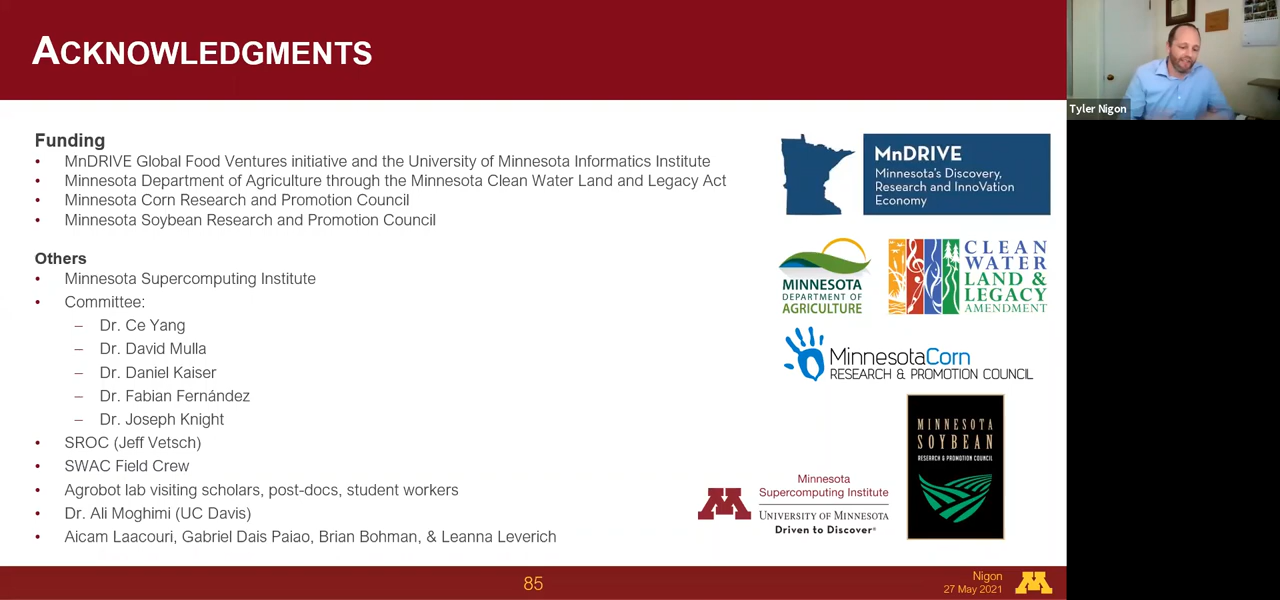 ACKNOWLEDGMENTS
Tyler Nigon
Funding
• MnDRIVE Global Food Ventures initiative and the University of Minnesota Informatics Institute
• Minnesota Department of Agriculture through the Minnesota Clean Water Land and Legacy Act
• Minnesota Corn Research and Promotion Council
• Minnesota Soybean Research and Promotion Council
Others
• Minnesota Supercomputing Institute
• Committee:
– Dr. Ce Yang
– Dr. David Mulla
– Dr. Daniel Kaiser
– Dr. Fabian Fernández
– Dr. Joseph Knight
• SROC (Jeff Vetsch)
• SWAC Field Crew
• Agrobot lab visiting scholars, post-docs, student workers
• Dr. Ali Moghimi (UC Davis)
• Aicam Laacouri, Gabriel Dais Paiao, Brian Bohman, & Leanna Leverich
MnDRIVE
Minnesota's Discovery,
Research and InnoVation
Economy
MINNESOTA
DEPARTMENT OF
AGRICULTURE
CLEAN
WATER
LAND &
LEGACY
AMENDMENT
MinnesotaCorn
RESEARCH & PROMOTION COUNCIL
MINNESOTA
SOYBEAN
RESEARCH & PROMOTION COUNCIL
M
Minnesota
Supercomputing Institute
UNIVERSITY OF MINNESOTA
Driven to Discover®
85
Nigon
27 May 2021
M